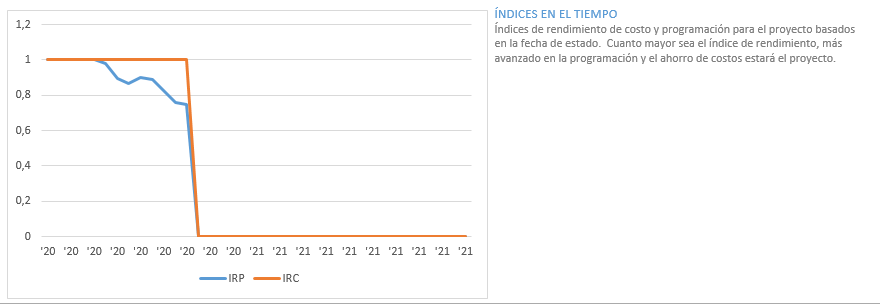 ÍNDICES EN EL TIEMPO
Índices de rendimiento de costo y programación para el proyecto basados
en la fecha de estado. Cuanto mayor sea el índice de rendimiento, más
avanzado en la programación y el ahorro de costos estará el proyecto.
1,2
1
0,8
0,6
0,4
0,2
0
'20 '20 '20 '20 '20 '20 '20 '20 '20 '21 '21 '21 '21 '21 '21 '21 '21 '21 '21
IRP IRC